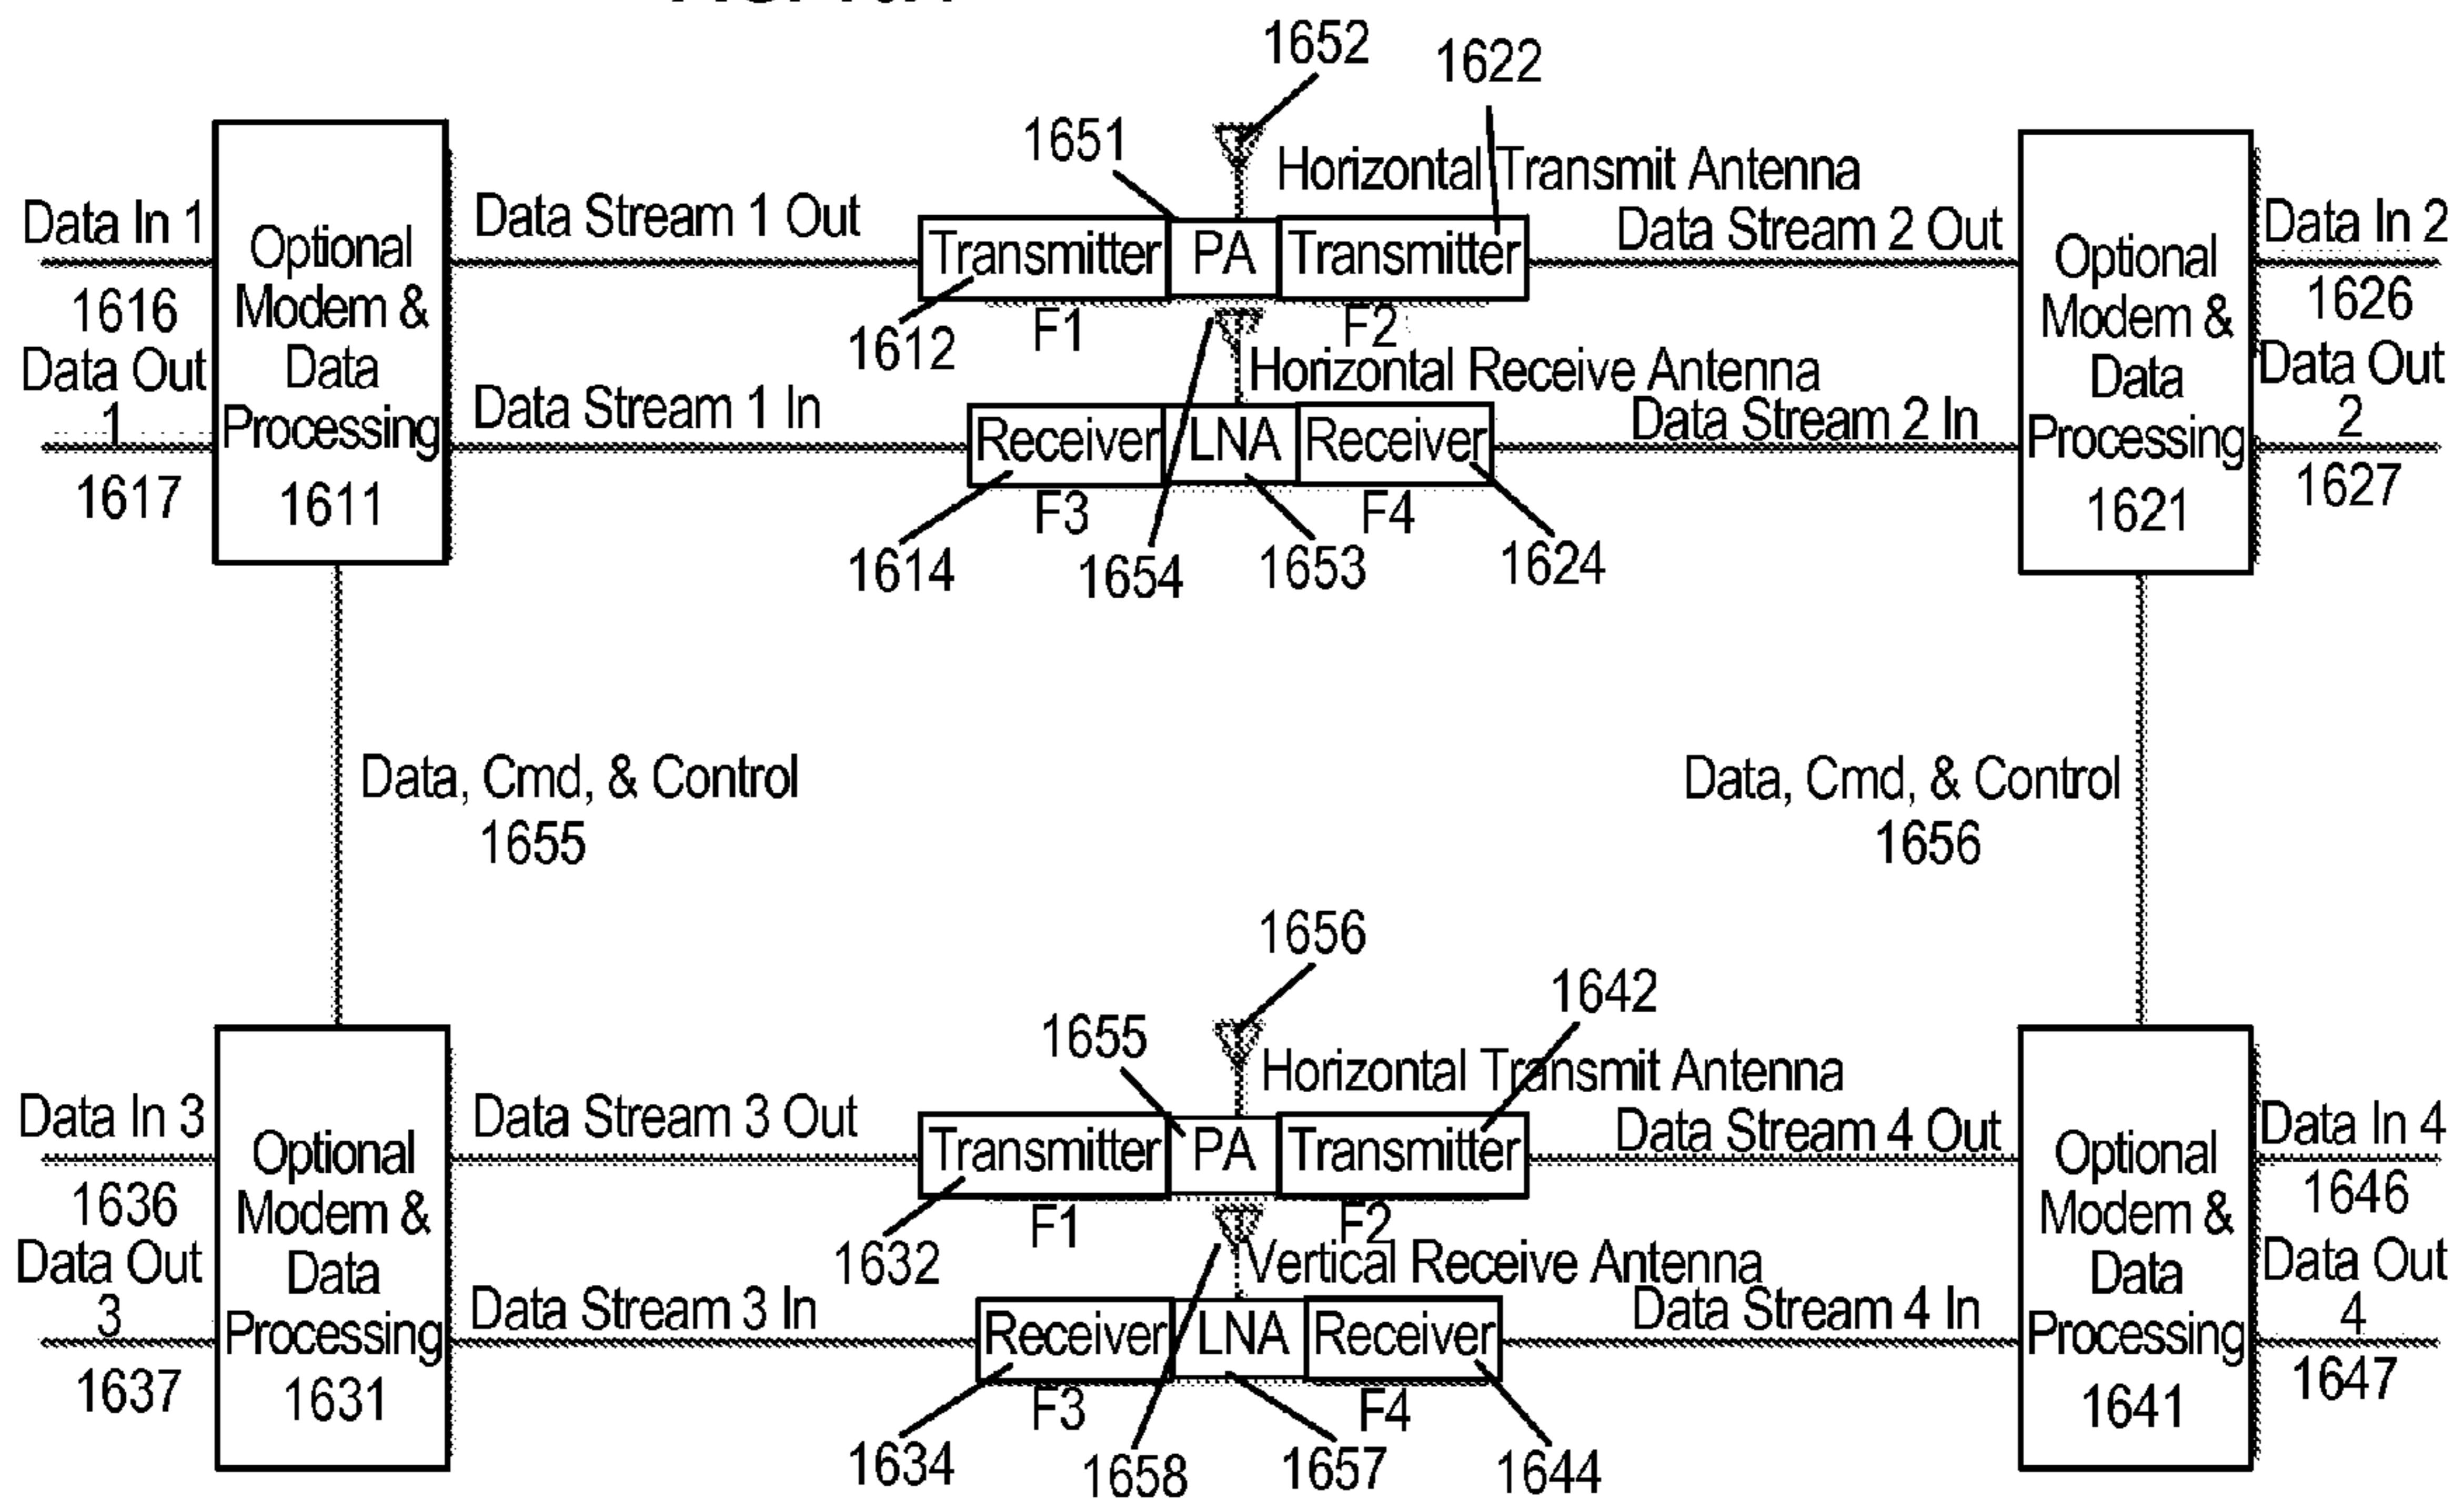 1652
1622
1651
Horizontal Transmit Antenna
Data In 1
Data Stream 1 Out
Transmitter PA Transmitter
Data Stream 2 Out
Data In 2
1616
Optional
Modem &
Data
Processing
1611
1612
F1
F2
Optional
Modem &
Data
Processing
1621
1626
Data Out
1
Data Stream 1 In
Horizontal Receive Antenna
Receiver LNA Receiver
Data Stream 2 In
Data Out
2
1617
F3
F4
1627
1614
1654
1653
1624
Data, Cmd, & Control
1655
Data, Cmd, & Control
1656
1656
1642
1655
Horizontal Transmit Antenna
Data In 3
Data Stream 3 Out
Transmitter PA Transmitter
Data Stream 4 Out
Data In 4
1636
Optional
Modem &
Data
Processing
1631
1632
F1
F2
Optional
Modem &
Data
Processing
1641
1646
Data Out
3
Data Stream 3 In
Vertical Receive Antenna
Receiver LNA Receiver
Data Stream 4 In
Data Out
4
1637
F3
F4
1647
1634
1658
1657
1644